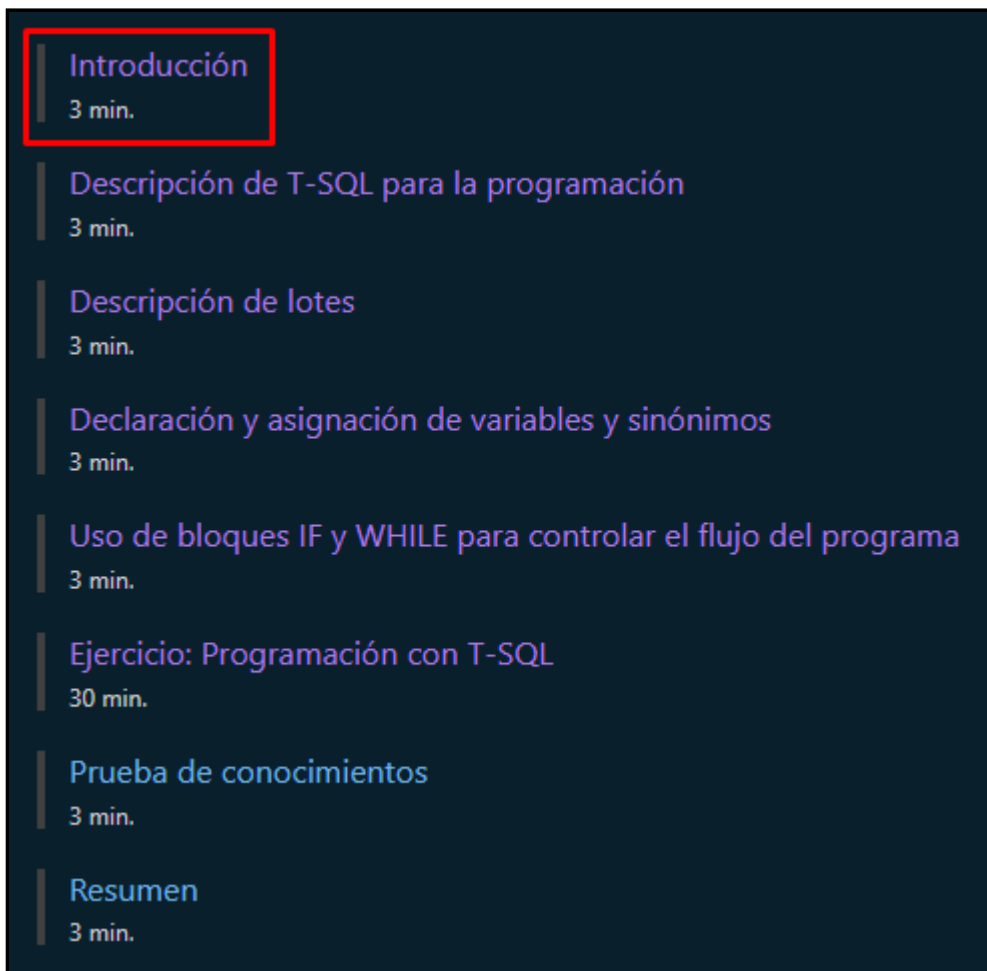 Introducción
3 min.
Descripción de T-SQL para la programación
3 min.
Descripción de lotes
3 min.
Declaración y asignación de variables y sinónimos
3 min.
Uso de bloques IF y WHILE para controlar el flujo del programa
3 min.
Ejercicio: Programación con T-SQL
30 min.
Prueba de conocimientos
3 min.
Resumen
3 min.